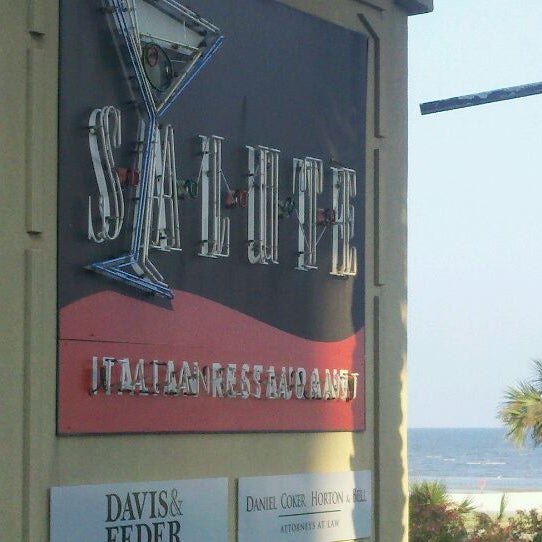 SALUTE
ITALIAN RESTAURANT
DAVIS&
FEDER
DANIEL COKER HORTON & BELL
ATTORNEYS AT LAW